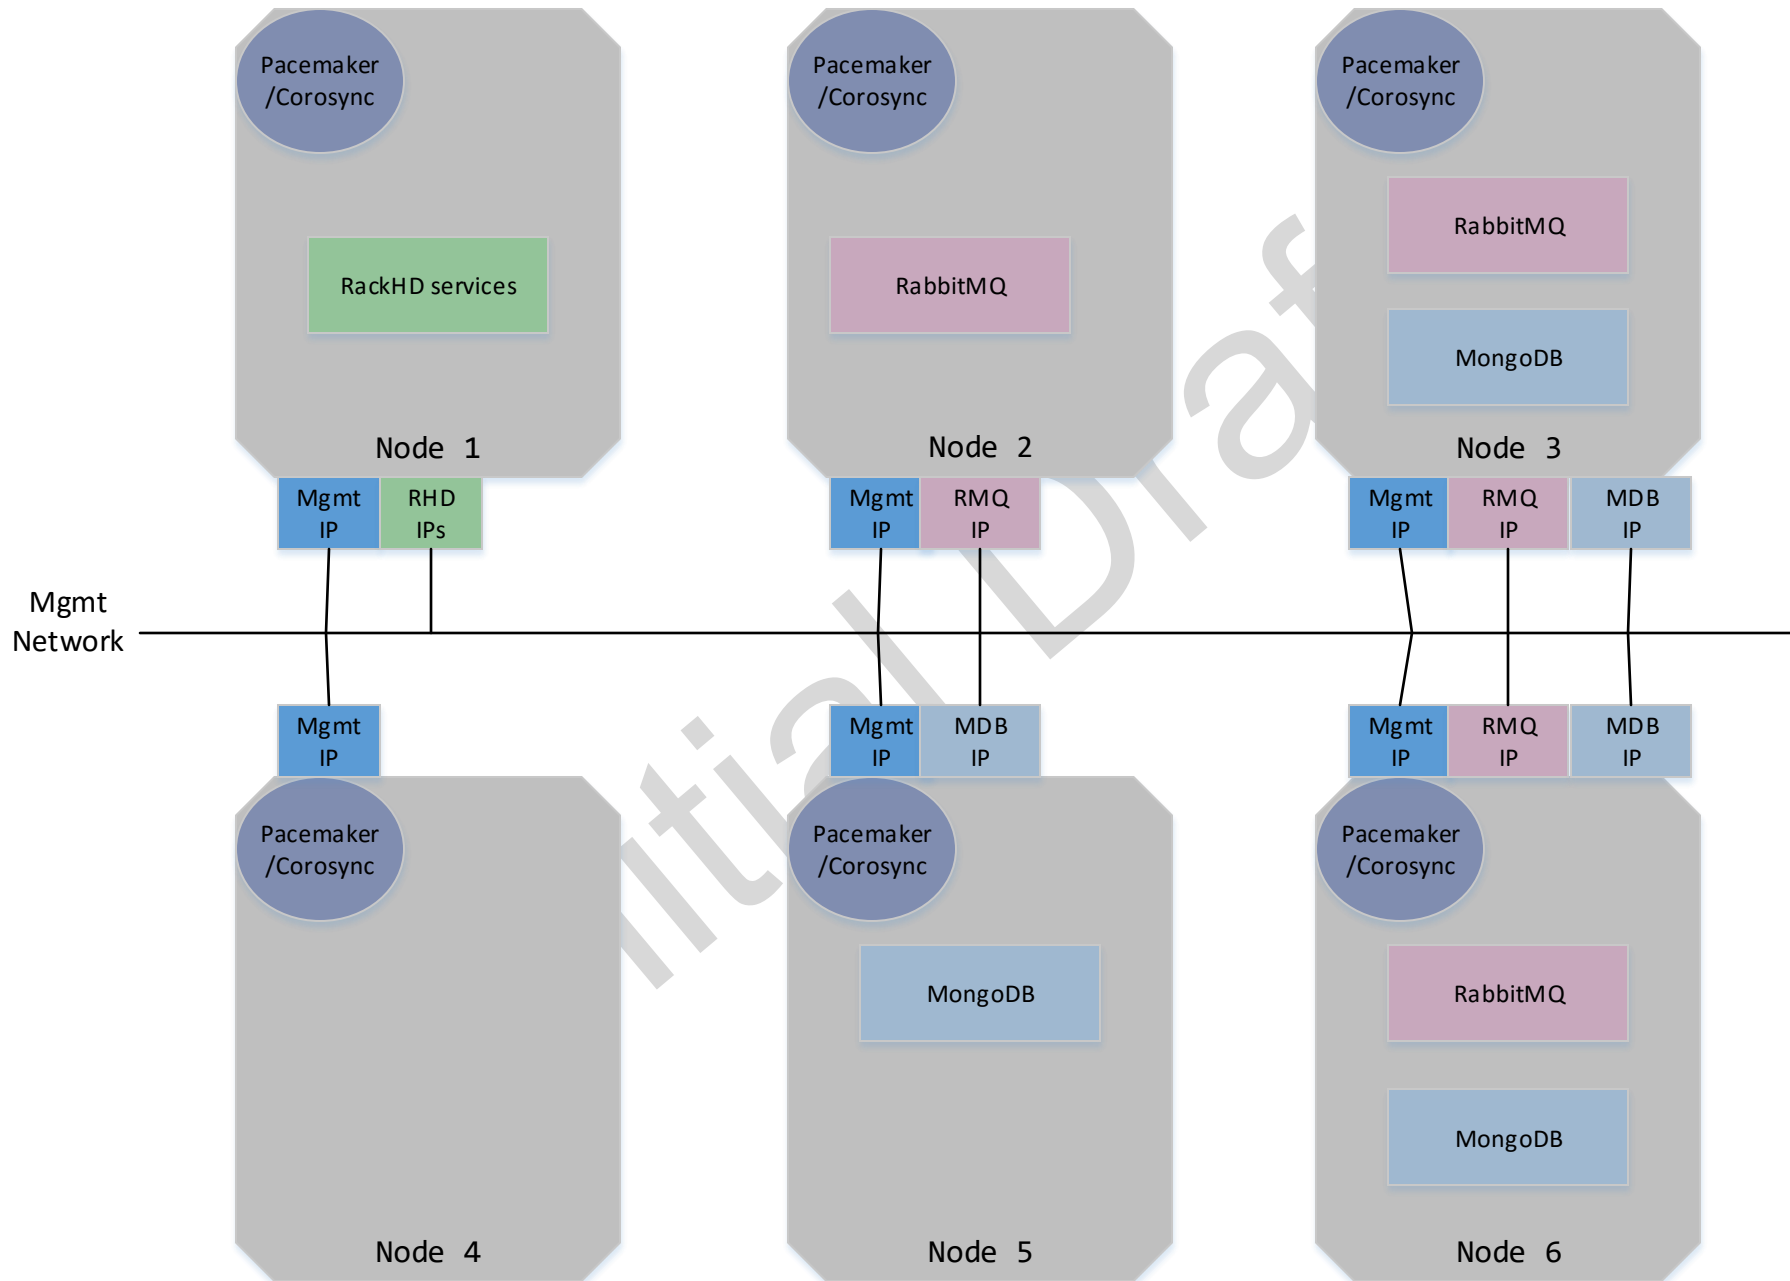 Pacemaker
/Corosync
RackHD services
Node 1
Mgmt
IP
RHD
IPs
Pacemaker
/Corosync
RabbitMQ
Node 2
Mgmt
IP
RMQ
IP
Pacemaker
/Corosync
RabbitMQ
MongoDB
Node 3
Mgmt
IP
RMQ
IP
MDB
IP
Mgmt
Network
Mgmt
IP
Pacemaker
/Corosync
Node 4
Mgmt
IP
MDB
IP
Pacemaker
/Corosync
MongoDB
Node 5
Mgmt
IP
RMQ
IP
MDB
IP
Pacemaker
/Corosync
RabbitMQ
MongoDB
Node 6
Initial Draft